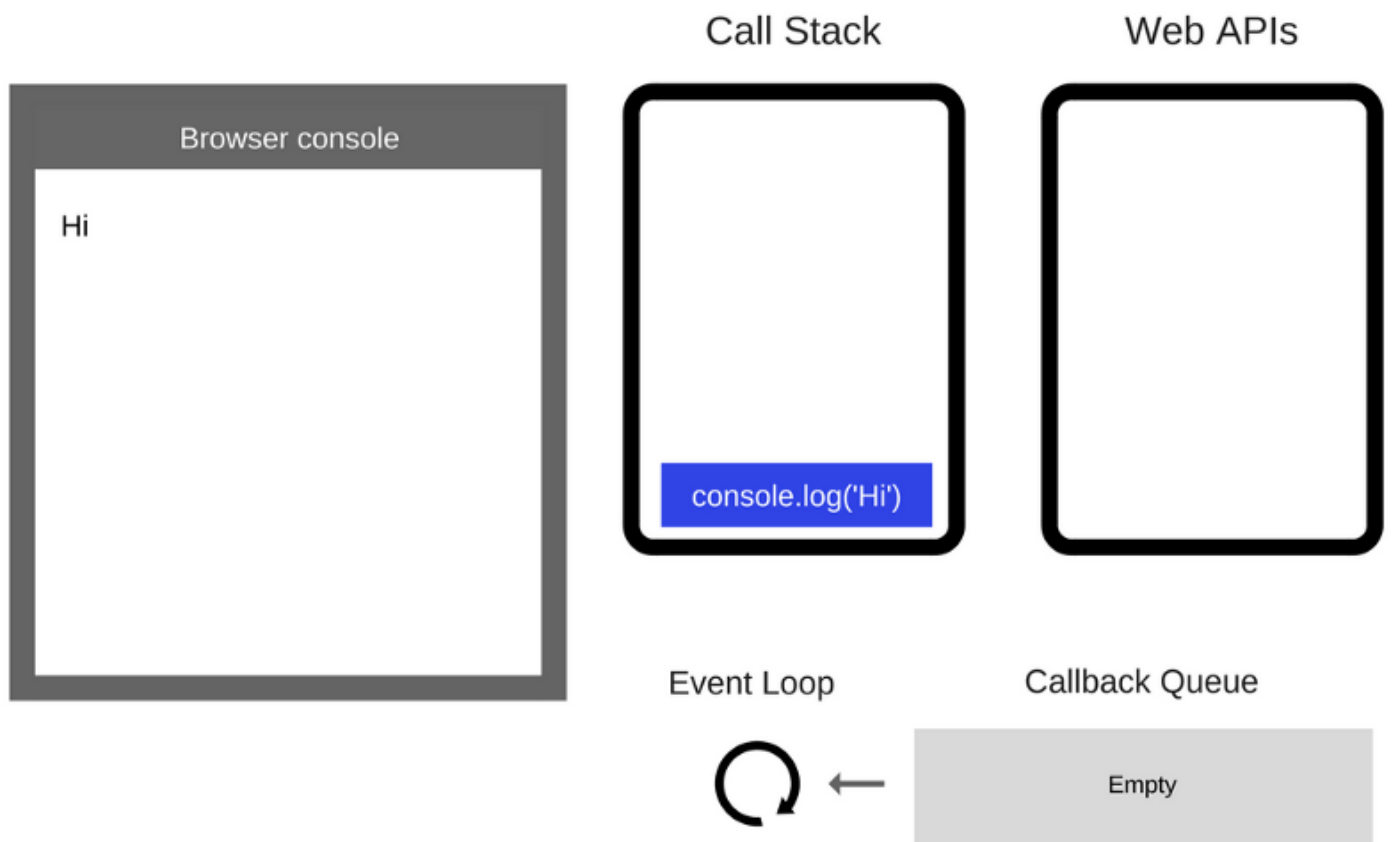 Call Stack
Web APIs
Browser console
Hi
console.log('Hi')
Event Loop
Callback Queue
Empty